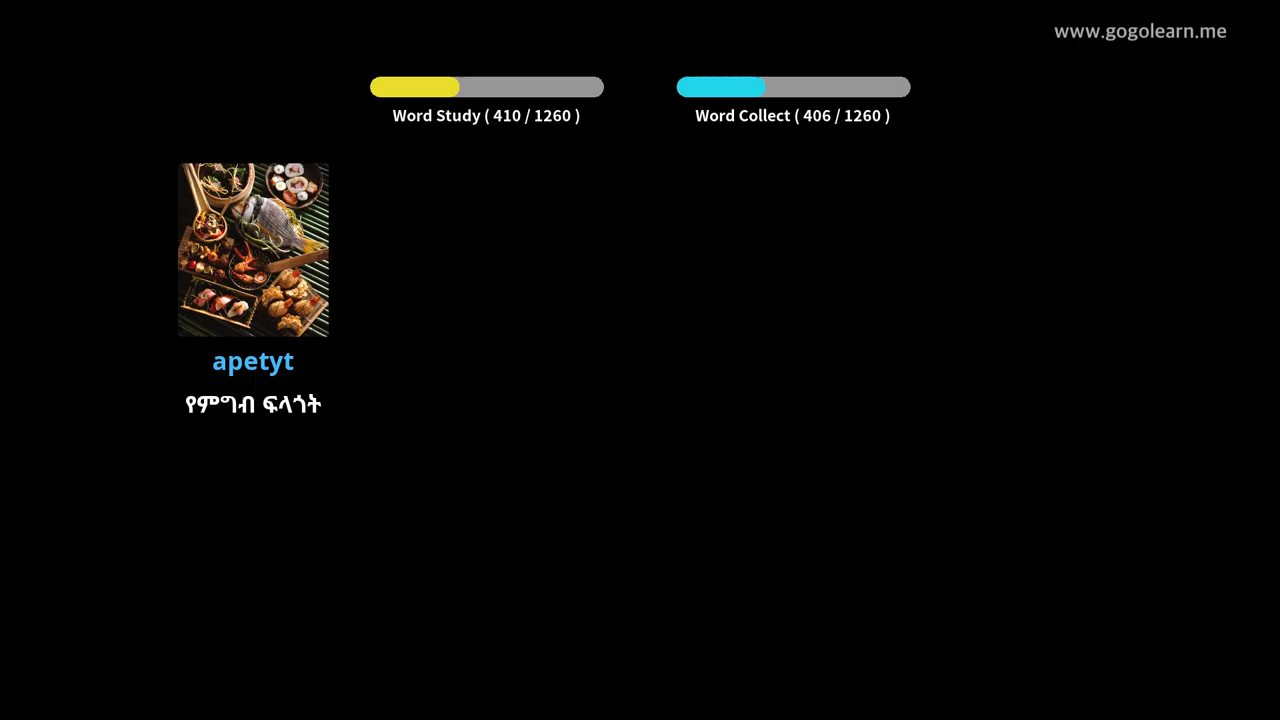 www.gogolearn.me
Word Study ( 410 / 1260 )
Word Collect ( 406 / 1260 )
apetyt
የምግብ ፍላጎት